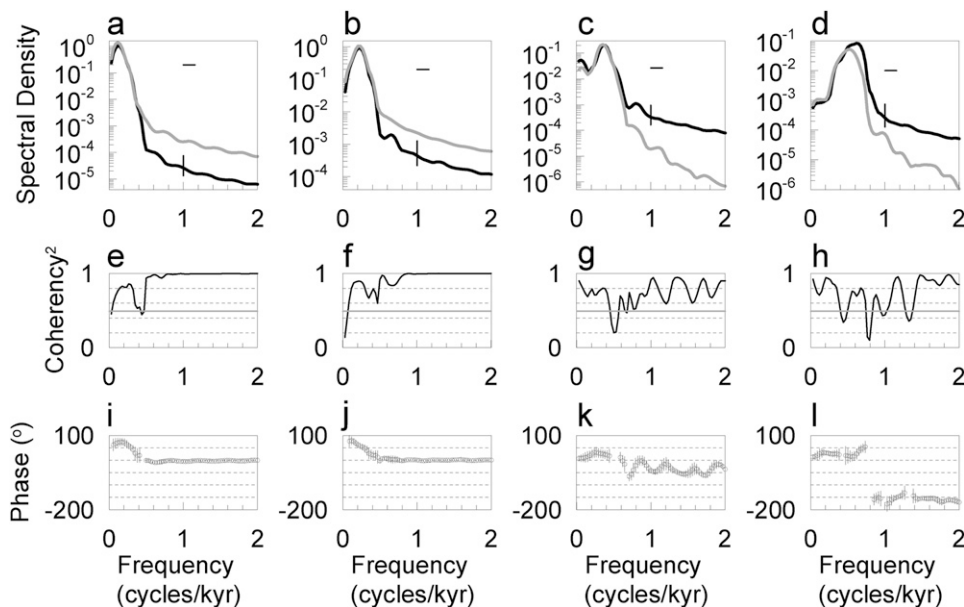 a b c d
Spectral Density
10⁰ 10⁻¹ 10⁻² 10⁻³ 10⁻⁴ 10⁻⁵
10⁰ 10⁻¹ 10⁻² 10⁻³ 10⁻⁴
10⁻¹ 10⁻² 10⁻³ 10⁻⁴ 10⁻⁵ 10⁻⁶
10⁻¹ 10⁻² 10⁻³ 10⁻⁴ 10⁻⁵ 10⁻⁶
0 1 2 0 1 2 0 1 2 0 1 2
e f g h
Coherency²
1 1 1 1
0 0 0 0
0 1 2 0 1 2 0 1 2 0 1 2
i j k l
Phase (°)
100 100 100 100
-200 -200 -200 -200
0 1 2 0 1 2 0 1 2 0 1 2
Frequency Frequency Frequency Frequency
(cycles/kyr) (cycles/kyr) (cycles/kyr) (cycles/kyr)